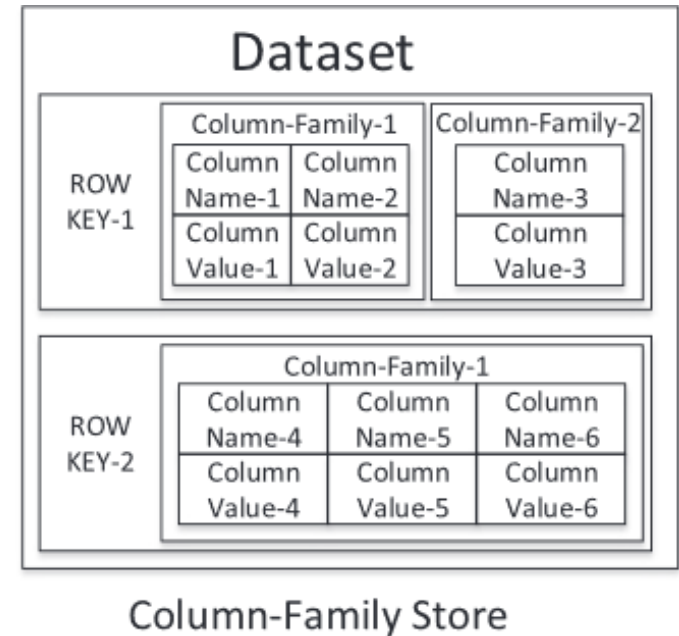 Dataset
ROW
KEY-1
Column-Family-1
Column Column
Name-1 Name-2
Column Column
Value-1 Value-2
Column-Family-2
Column
Name-3
Column
Value-3
ROW
KEY-2
Column-Family-1
Column Column Column
Name-4 Name-5 Name-6
Column Column Column
Value-4 Value-5 Value-6
Column-Family Store